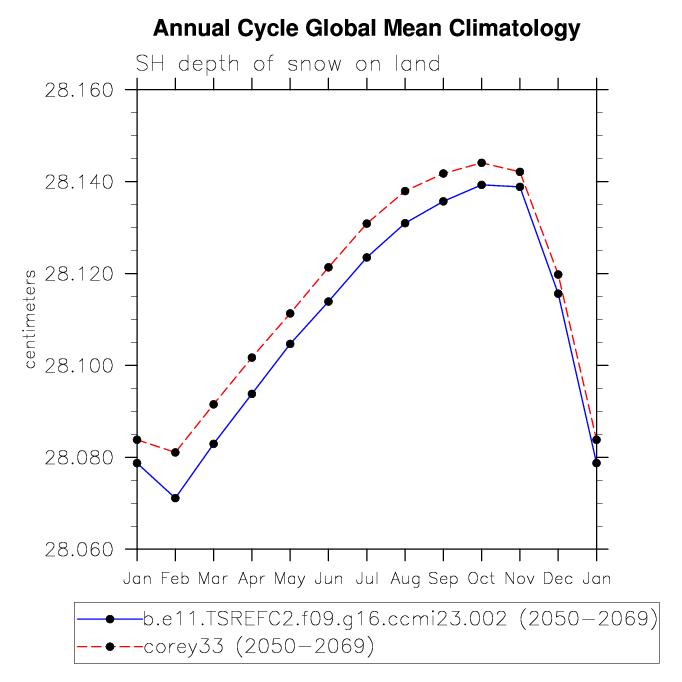 Annual Cycle Global Mean Climatology
SH depth of snow on land
28.160
28.140
28.120
28.100
28.080
28.060
centimeters
Jan Feb Mar Apr May Jun Jul Aug Sep Oct Nov Dec Jan
b.e11.TSREFC2.f09.g16.ccmi23.002 (2050-2069)
corey33 (2050-2069)